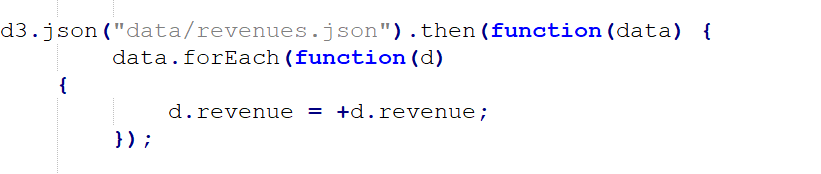 d3.json("data/revenues.json").then(function(data) {
data.forEach(function(d)
{
d.revenue = +d.revenue;
});